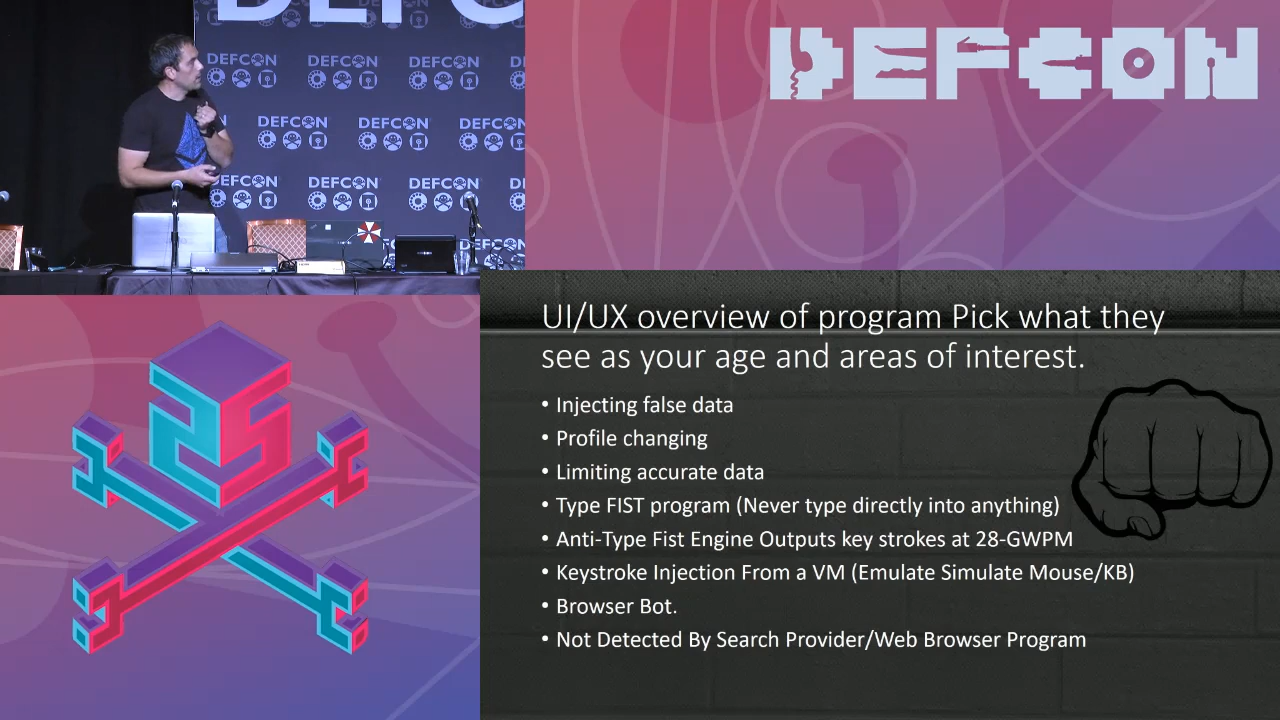 DEFCON
DEFCON DEFCON DEFCON
DEFCON DEFCON DEFCON
DEFCON DEFCON DEFCON
DEFCON
DEFCON
UI/UX overview of program Pick what they
see as your age and areas of interest.
• Injecting false data
• Profile changing
• Limiting accurate data
• Type FIST program (Never type directly into anything)
• Anti-Type Fist Engine Outputs key strokes at 28-GWPM
• Keystroke Injection From a VM (Emulate Simulate Mouse/KB)
• Browser Bot.
• Not Detected By Search Provider/Web Browser Program